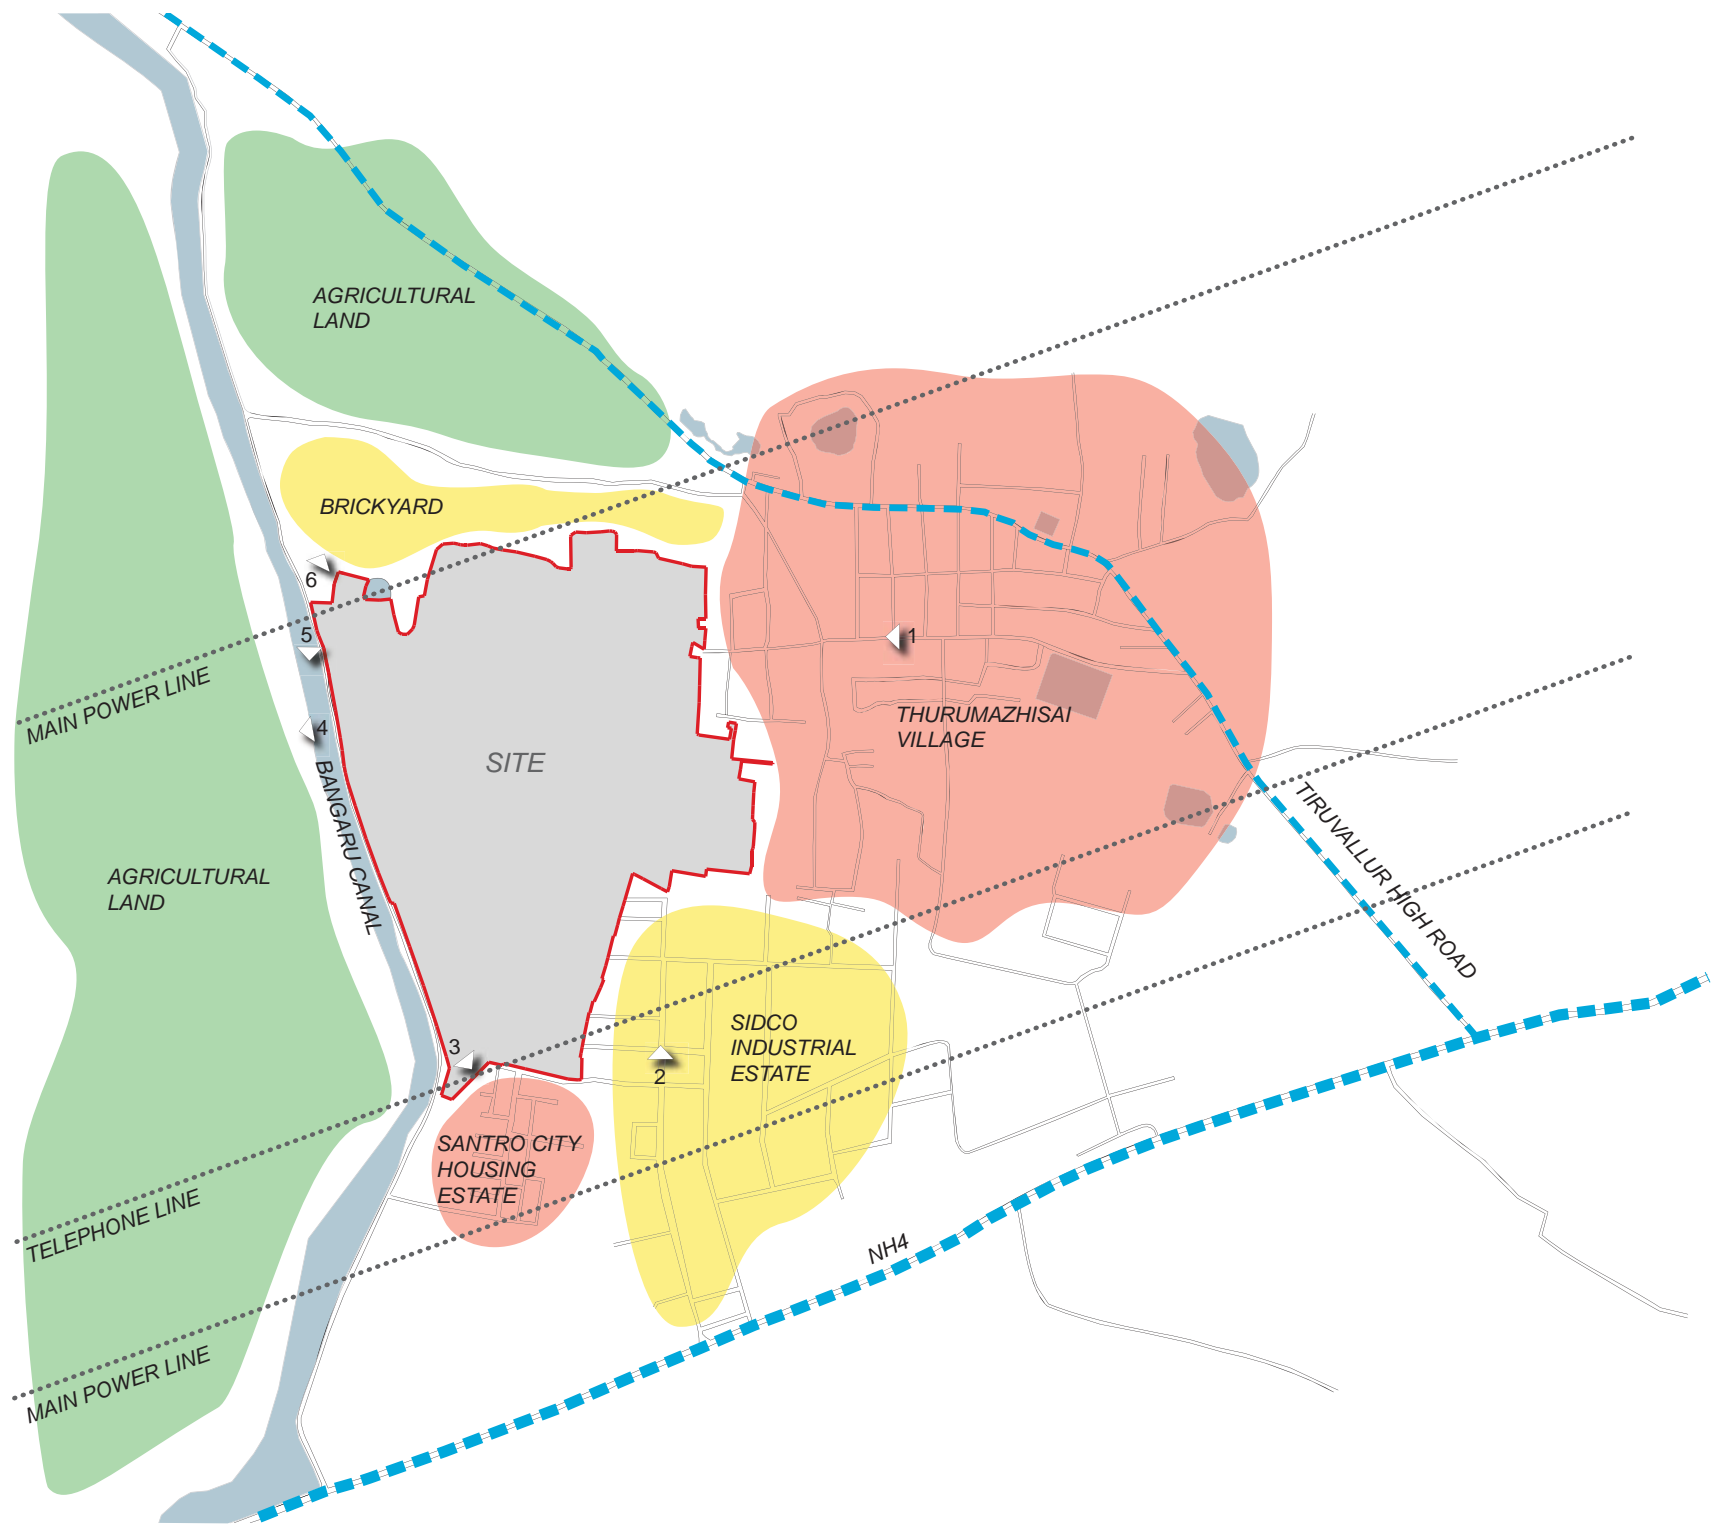 AGRICULTURAL
LAND
BRICKYARD
6
5
1
MAIN POWER LINE
4
THURUMAZHISAI
VILLAGE
SITE
BANGARU CANAL
TIRUVALLUR HIGH ROAD
AGRICULTURAL
LAND
SIDCO
INDUSTRIAL
ESTATE
3
2
SANTRO CITY
HOUSING
ESTATE
TELEPHONE LINE
NH4
MAIN POWER LINE